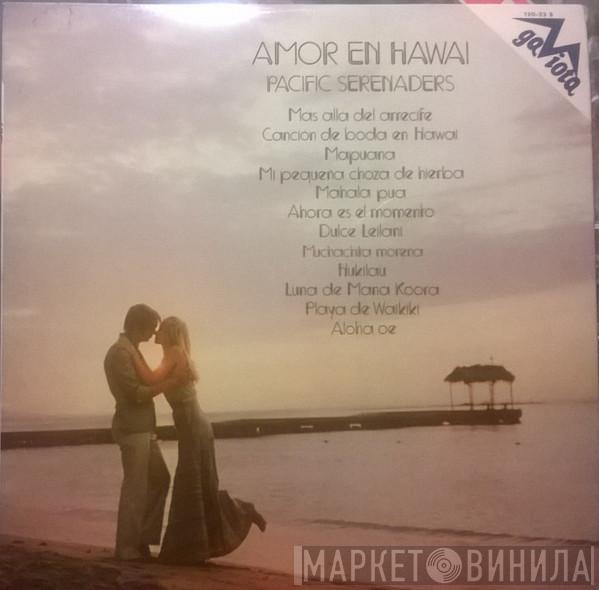 120-23 S
gaviota
AMOR EN HAWAI
PACIFIC SERENADERS
Mas alla del arrecife
Cancion de boda en Hawai
Mapuana
Mi pequeña choza de hierba
Mahala pua
Ahora es el momento
Dulce Leilani
Muchachita morena
Hukilau
Luna de Mana Koora
Playa de Waikiki
Aloha oe
МАРКЕТ ВИНИЛА